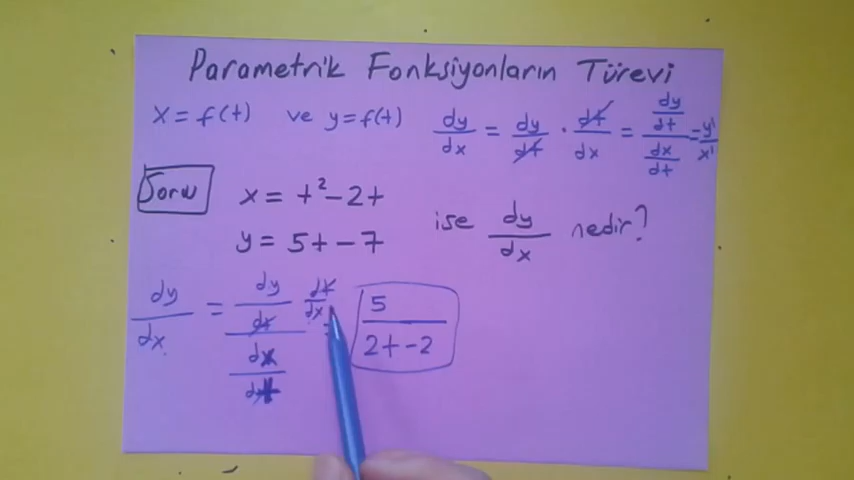 Parametrik Fonksiyonların Türevi
x = f(t) ve y = f(t) dy/dx = dy/dt · dt/dx = (dy/dt)/(dx/dt) = y'/x'
Soru x = t² - 2t
y = 5t - 7 ise dy/dx nedir?
dy/dx = dy dt/dx = 5/(2t - 2)